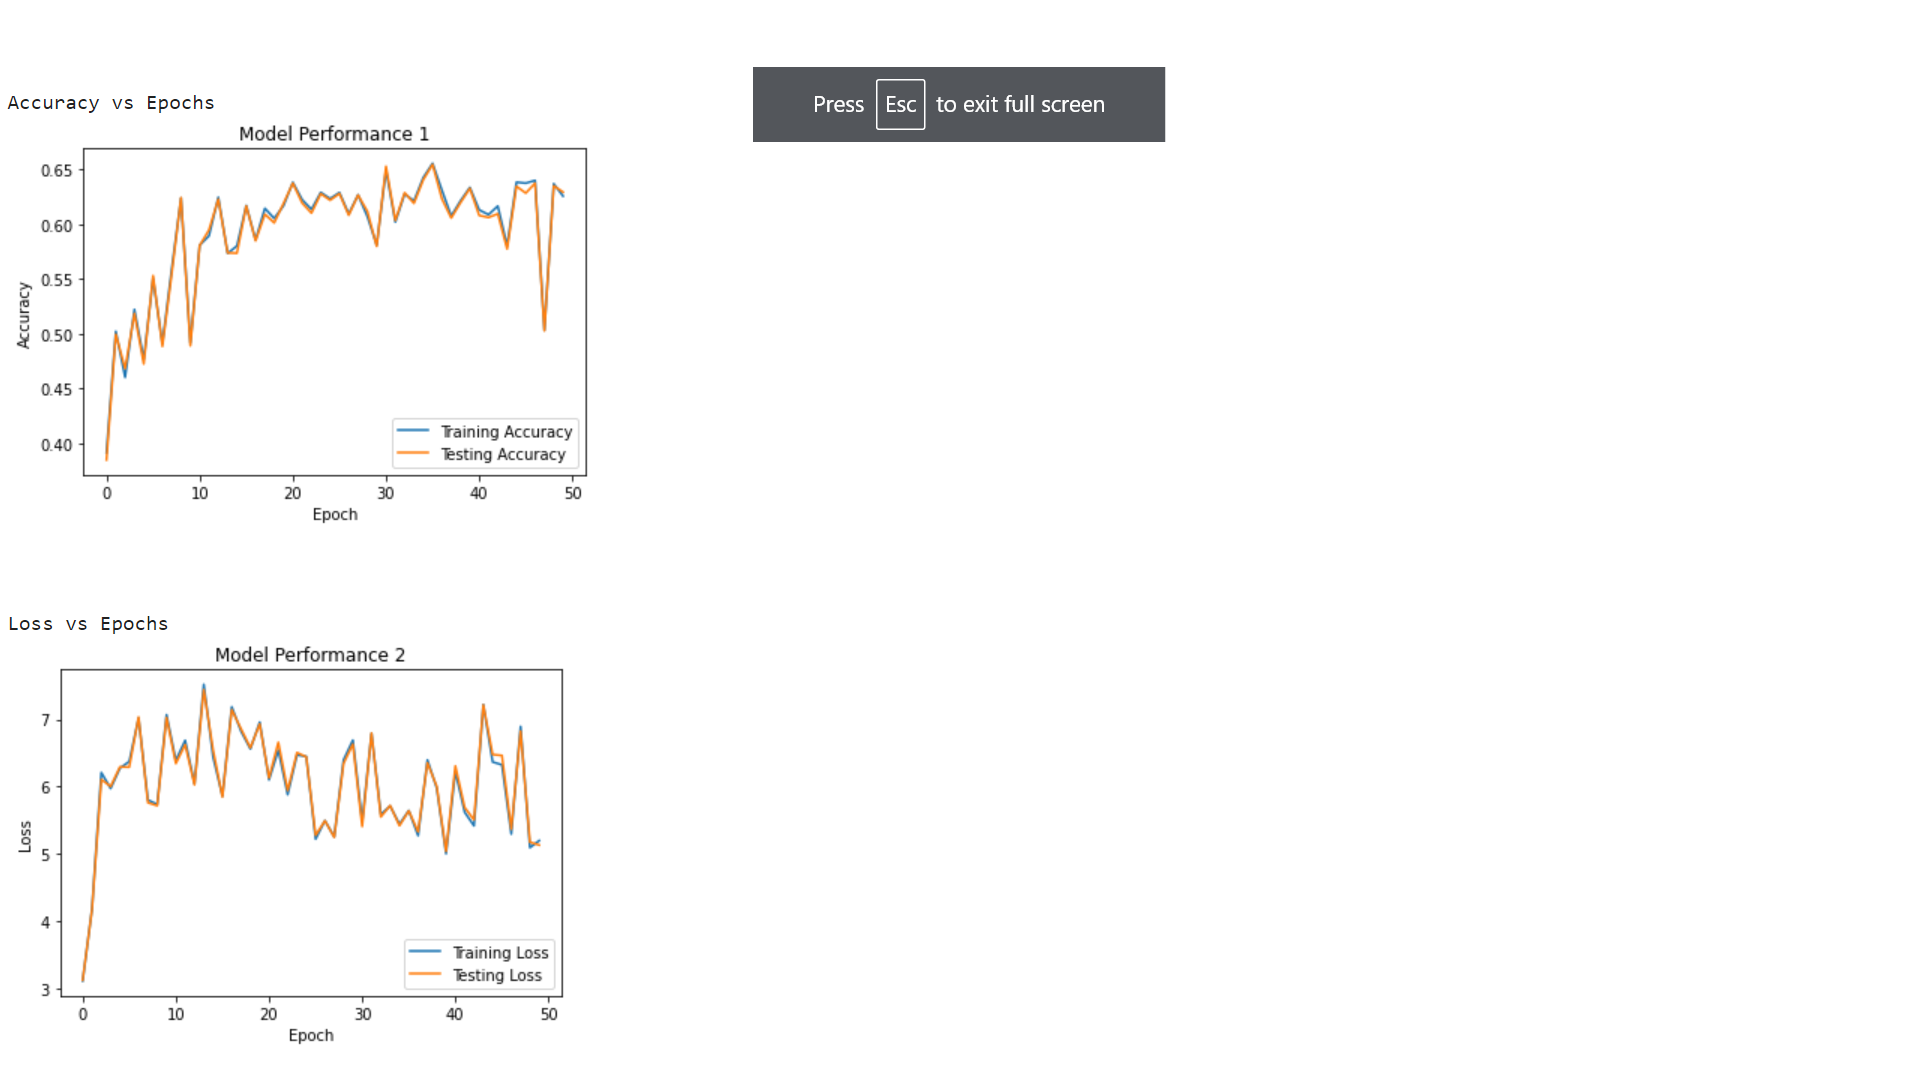 Press Esc to exit full screen
Accuracy vs Epochs
Model Performance 1
0.65
0.60
0.55
0.50
0.45
0.40
Accuracy
Training Accuracy
Testing Accuracy
0 10 20 30 40 50
Epoch
Loss vs Epochs
Model Performance 2
7
6
5
4
3
Loss
Training Loss
Testing Loss
0 10 20 30 40 50
Epoch